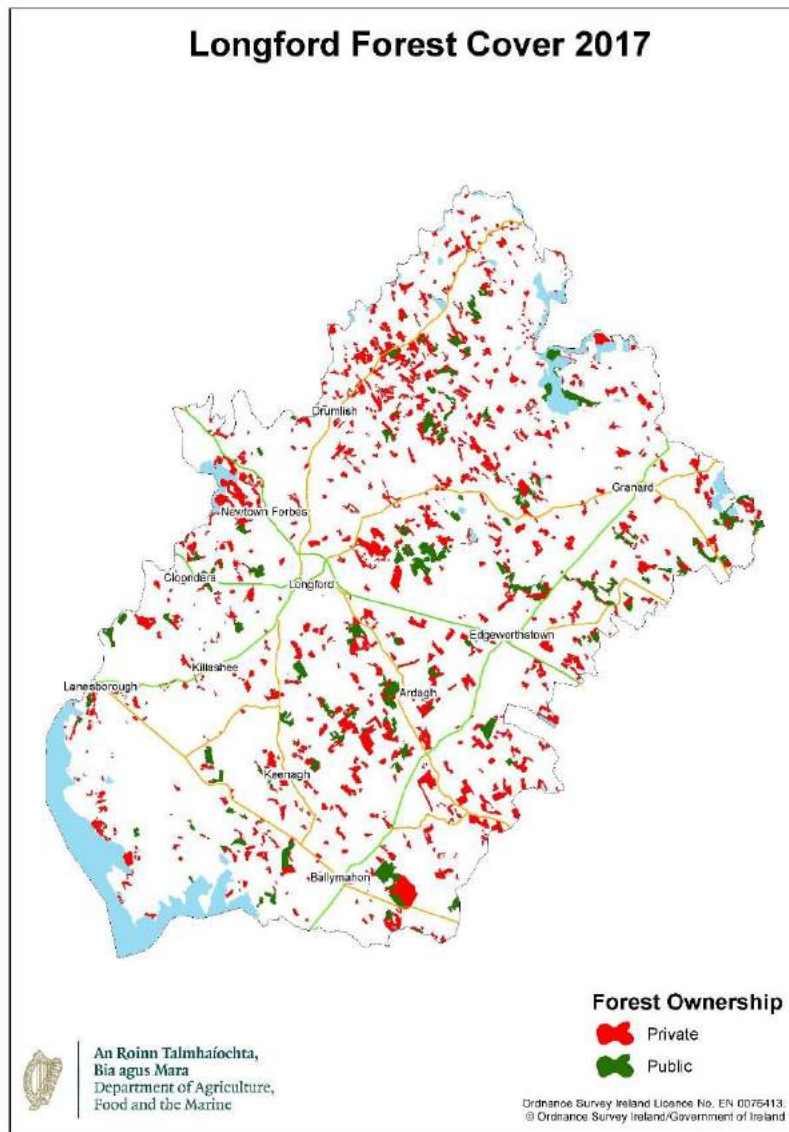 Longford Forest Cover 2017
Drumlish
Granard
Newtown Forbes
Cloondara
Longford
Edgeworthstown
Killashee
Lanesborough
Ardagh
Keenagh
Ballymahon
Forest Ownership
Private
Public
An Roinn Talmhaíochta,
Bia agus Mara
Department of Agriculture,
Food and the Marine
Ordnance Survey Ireland Licence No. EN 0076413.
© Ordnance Survey Ireland/Government of Ireland